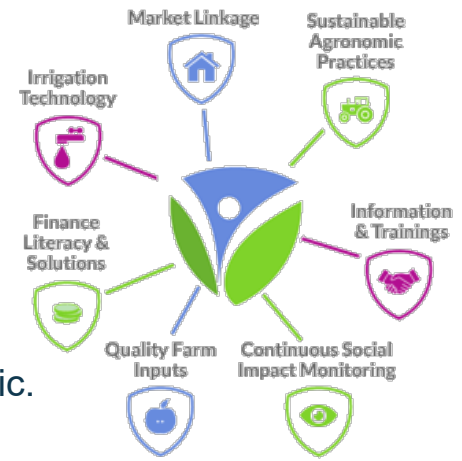 Market Linkage
Sustainable
Agronomic
Practices
Irrigation
Technology
Information
& Trainings
Finance
Literacy &
Solutions
Quality Farm
Inputs
Continuous Social
Impact Monitoring
ic.